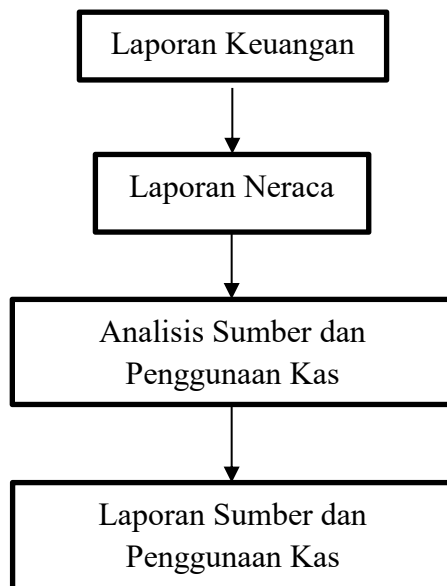 Laporan Keuangan
Laporan Neraca
Analisis Sumber dan
Penggunaan Kas
Laporan Sumber dan
Penggunaan Kas